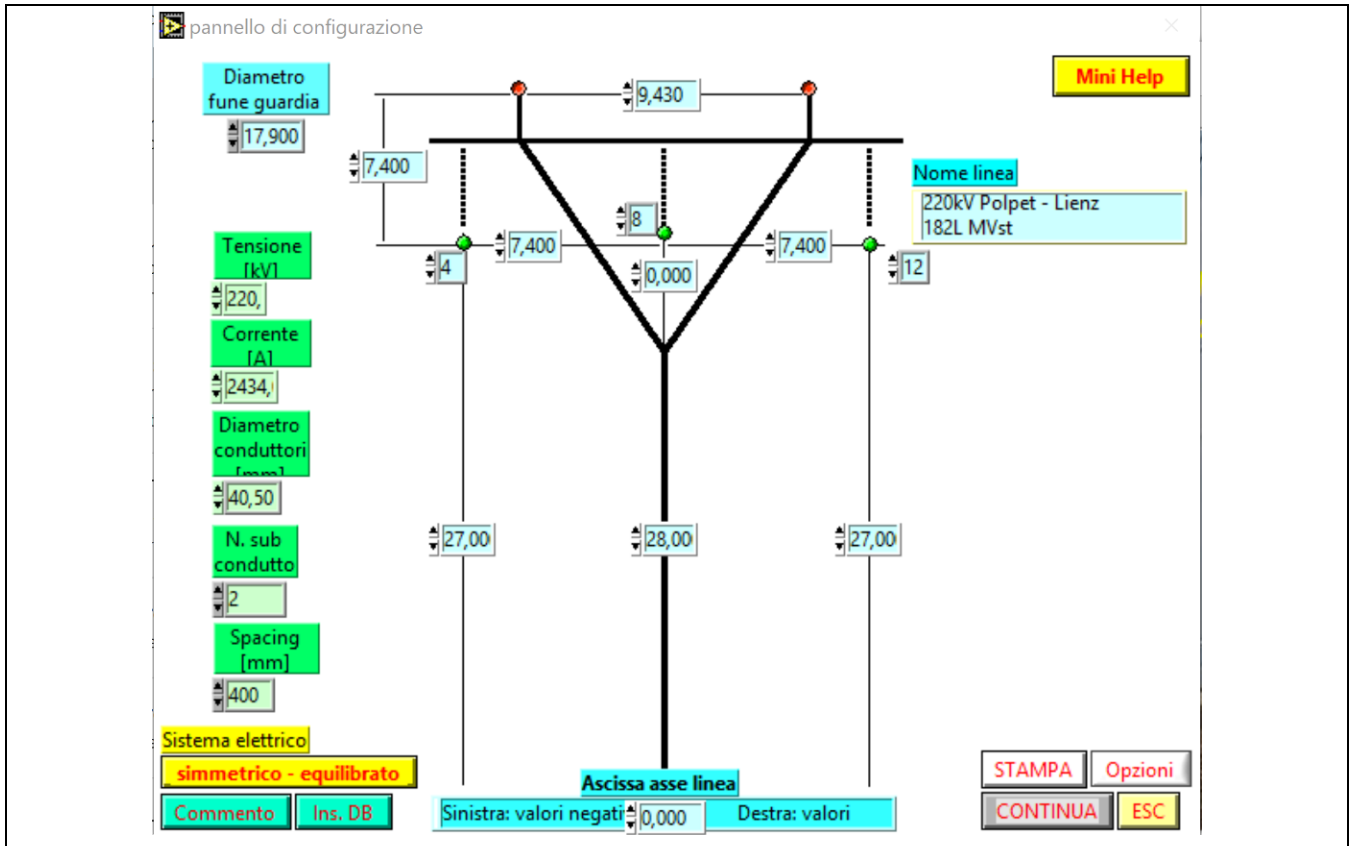 pannello di configurazione
Diametro
fune guardia
17,900
9,430
Mini Help
7,400
Nome linea
220kV Polpet - Lienz
182L MVst
8
Tensione
[kV]
220,
7,400
7,400
4
0,000
12
Corrente
[A]
2434,
Diametro
conduttori
[mm]
40,50
N. sub
condutto
2
27,00
28,00
27,00
Spacing
[mm]
400
Sistema elettrico
simmetrico - equilibrato
Commento
Ins. DB
Ascissa asse linea
Sinistra: valori negati
0,000
Destra: valori
STAMPA
Opzioni
CONTINUA
ESC